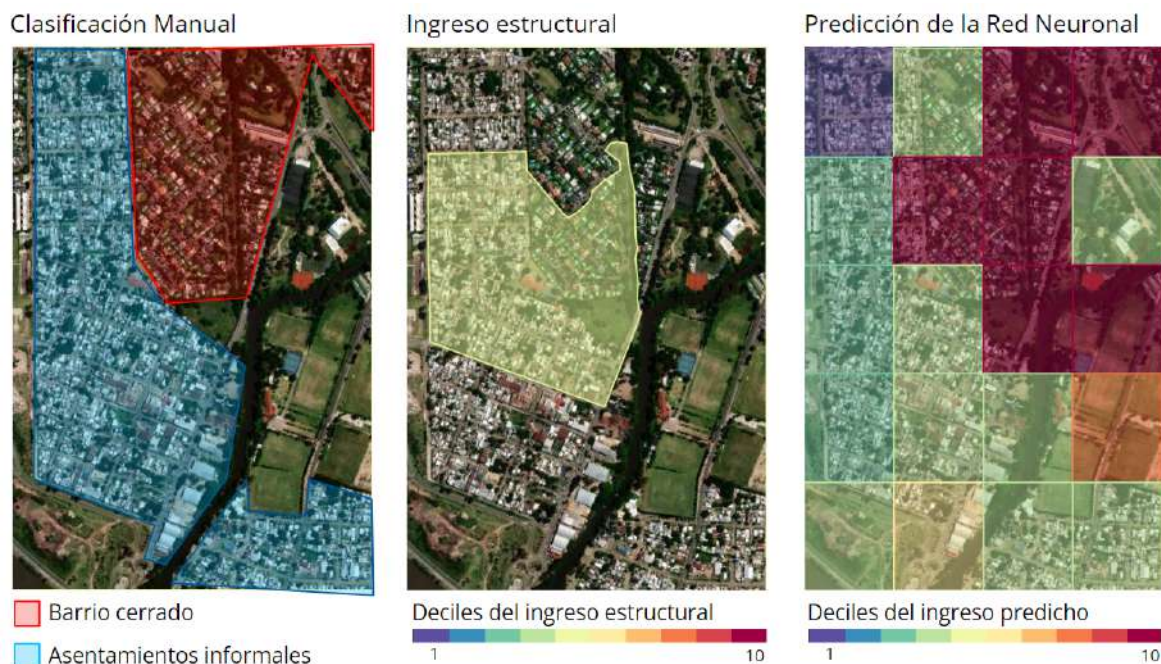 Clasificación Manual
Ingreso estructural
Predicción de la Red Neuronal
Barrio cerrado
Asentamientos informales
Deciles del ingreso estructural
1 10
Deciles del ingreso predicho
1 10